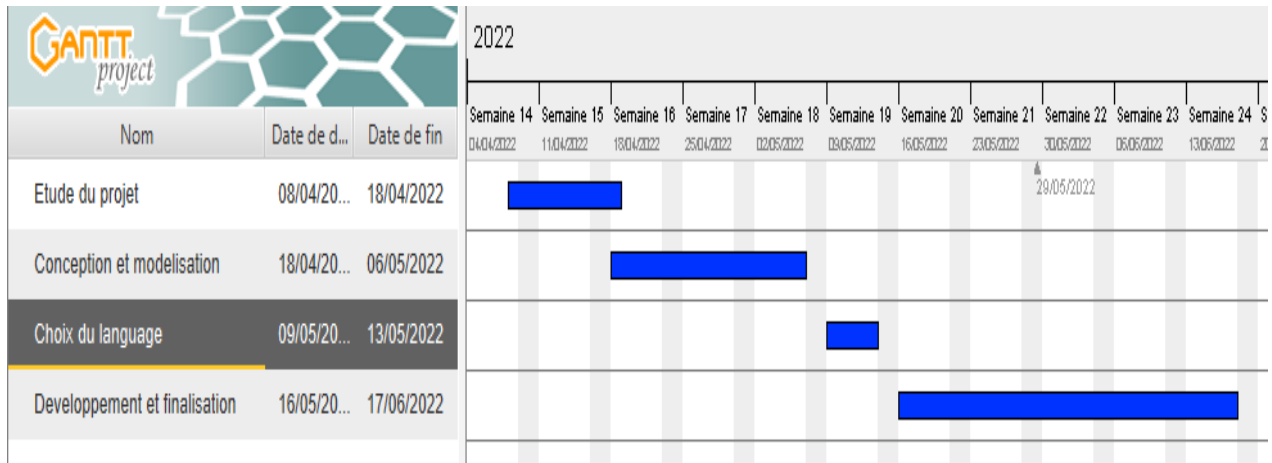 GANTT
project
2022
Semaine 14 Semaine 15 Semaine 16 Semaine 17 Semaine 18 Semaine 19 Semaine 20 Semaine 21 Semaine 22 Semaine 23 Semaine 24 S
Nom Date de d... Date de fin
04/04/2022 11/04/2022 18/04/2022 25/04/2022 02/05/2022 09/05/2022 16/05/2022 23/05/2022 30/05/2022 06/06/2022 13/06/2022 20
29/05/2022
Etude du projet 08/04/20... 18/04/2022
Conception et modelisation 18/04/20... 06/05/2022
Choix du language 09/05/20... 13/05/2022
Developpement et finalisation 16/05/20... 17/06/2022